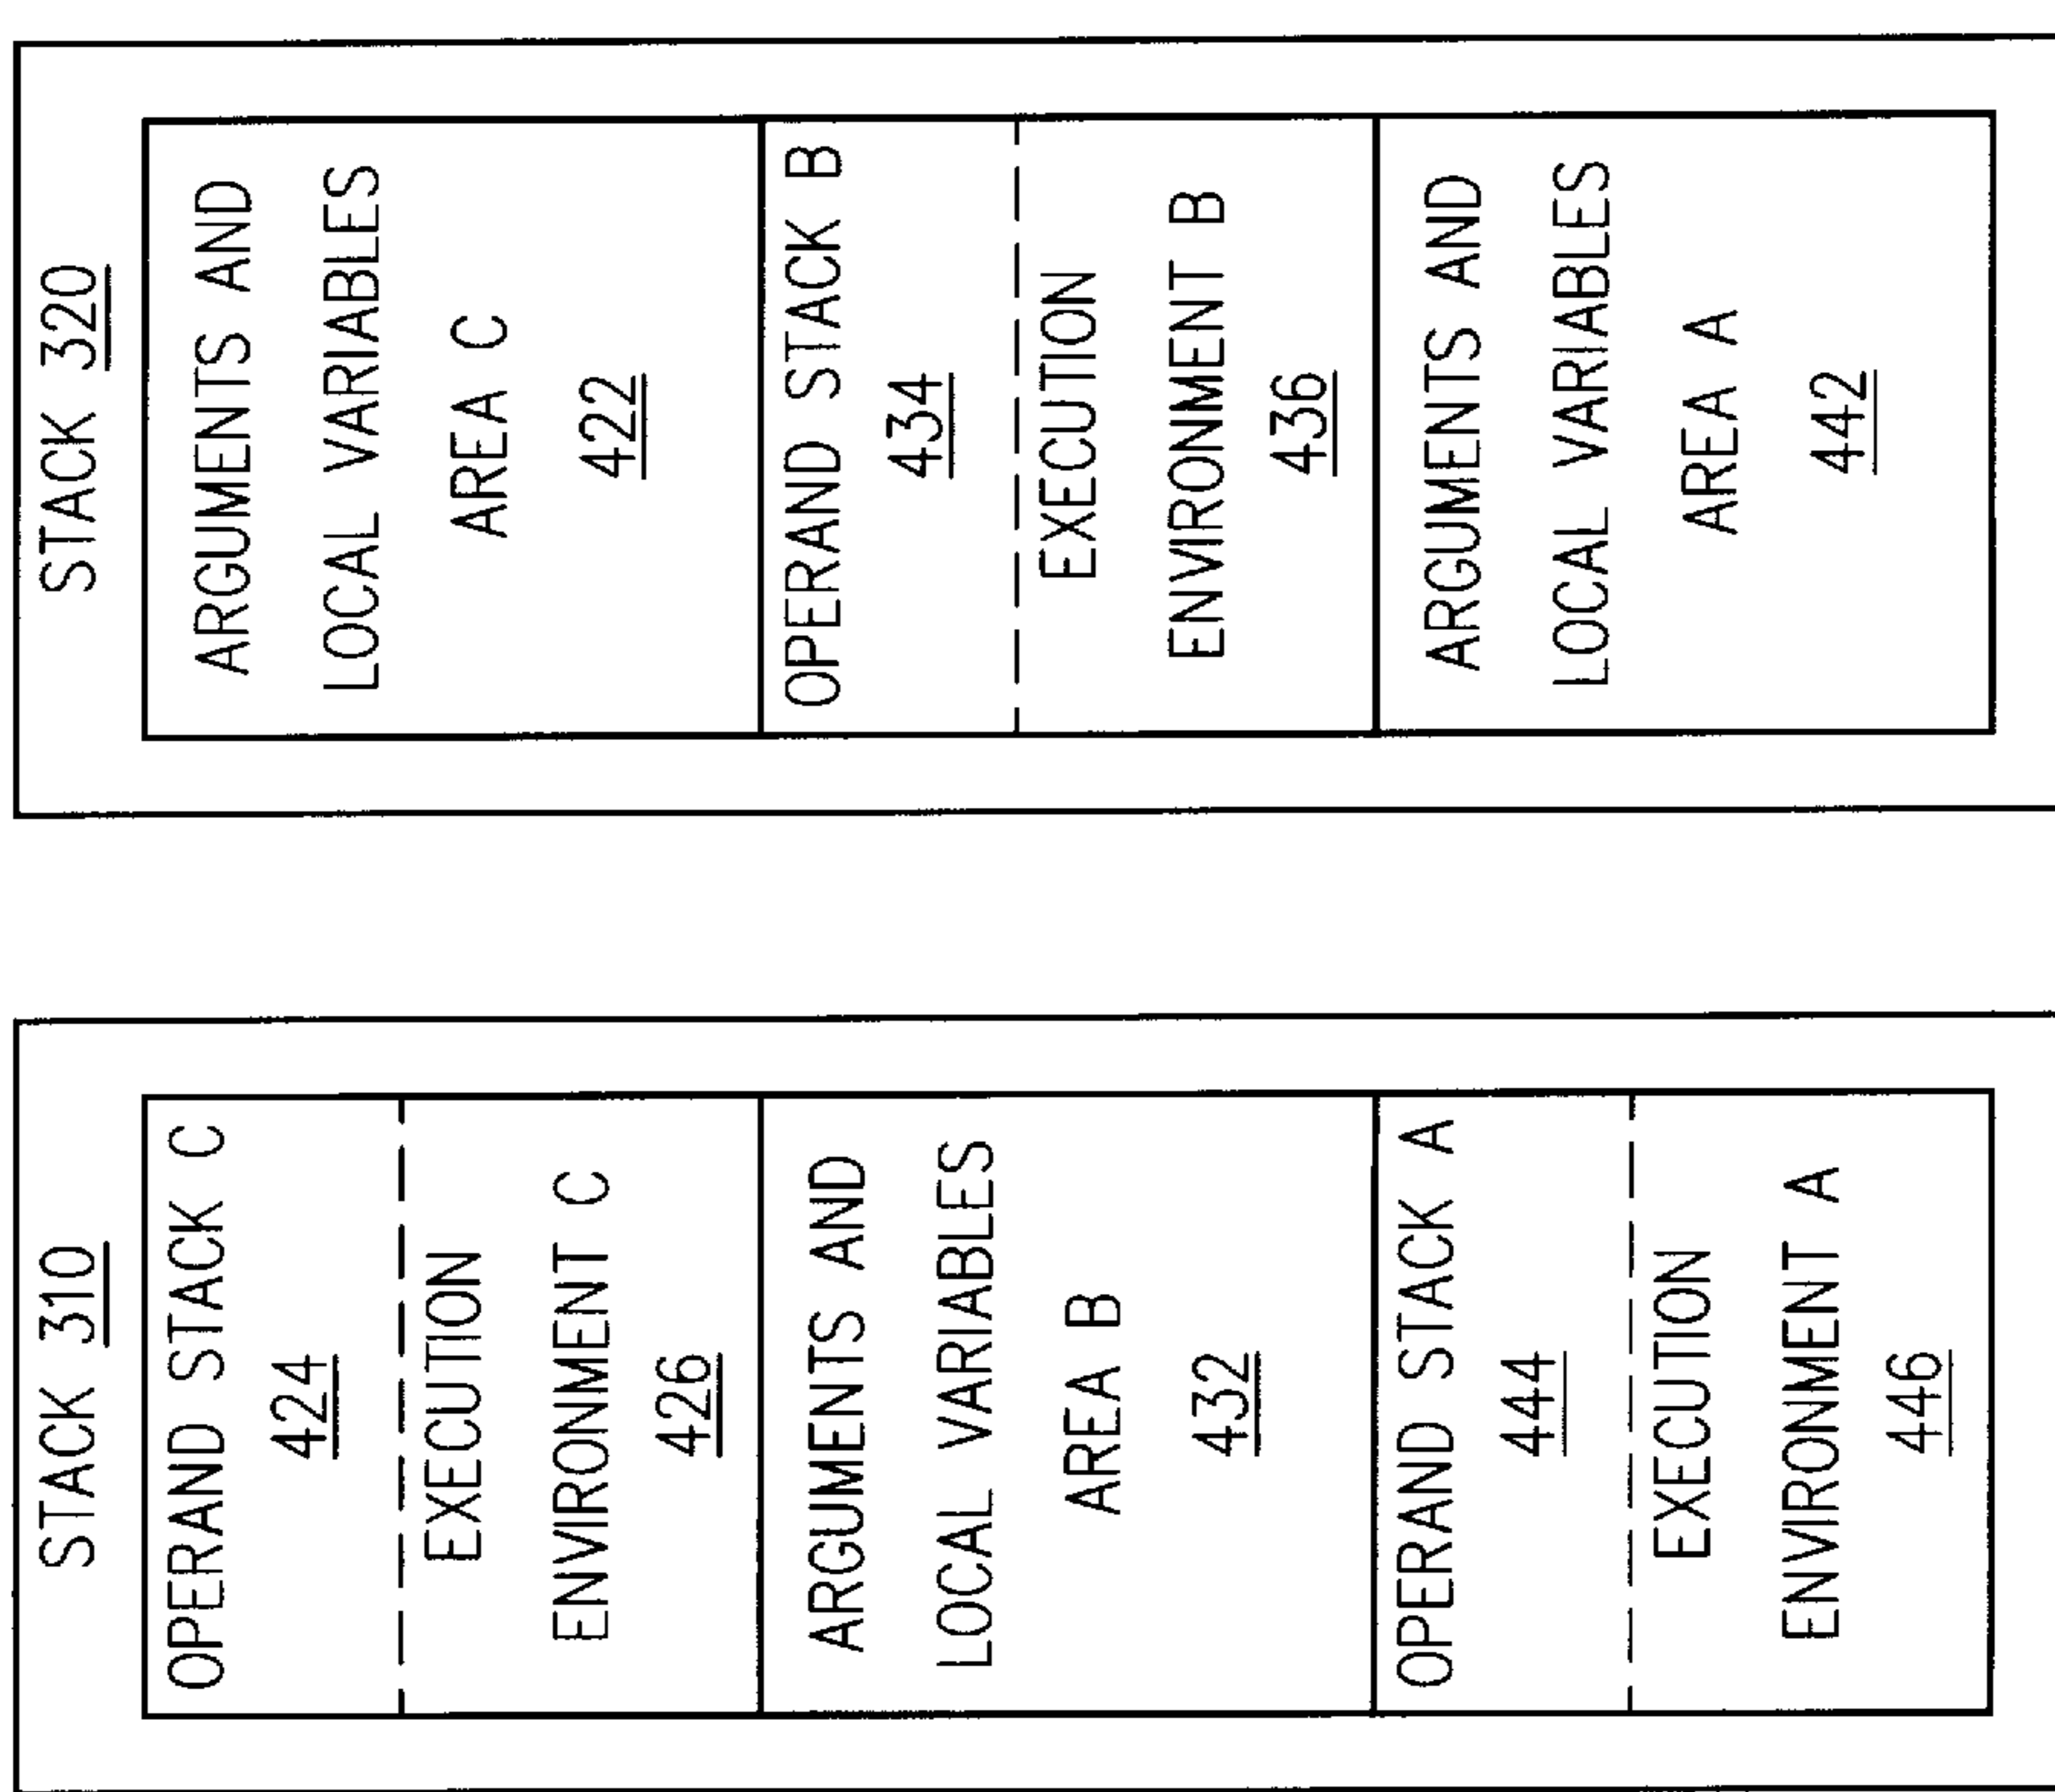 STACK 310
OPERAND STACK C
424
EXECUTION
ENVIRONMENT C
426
ARGUMENTS AND
LOCAL VARIABLES
AREA B
432
OPERAND STACK A
444
EXECUTION
ENVIRONMENT A
446
STACK 320
ARGUMENTS AND
LOCAL VARIABLES
AREA C
422
OPERAND STACK B
434
EXECUTION
ENVIRONMENT B
436
ARGUMENTS AND
LOCAL VARIABLES
AREA A
442